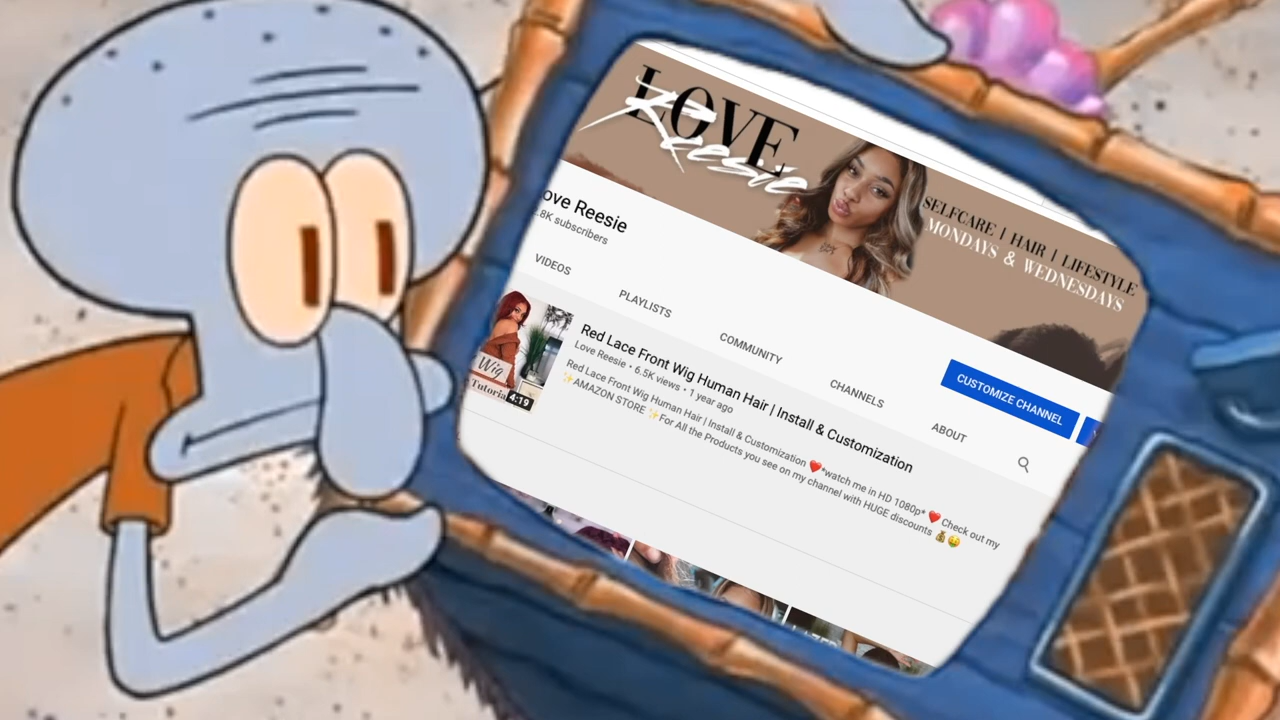 LOVE
Reesie
SELFCARE | HAIR | LIFESTYLE
MONDAYS & WEDNESDAYS
ove Reesie
.8K subscribers
CUSTOMIZE CHANNEL
VIDEOS
PLAYLISTS
COMMUNITY
CHANNELS
ABOUT
Red Lace Front Wig Human Hair | Install & Customization
Love Reesie • 6.5K views • 1 year ago
Red Lace Front Wig Human Hair | Install & Customization ❤️*watch me in HD 1080p* ❤️ Check out my
✨AMAZON STORE ✨For All the Products you see on my channel with HUGE discounts 💰🤑
Wig
Tutoria
4:19